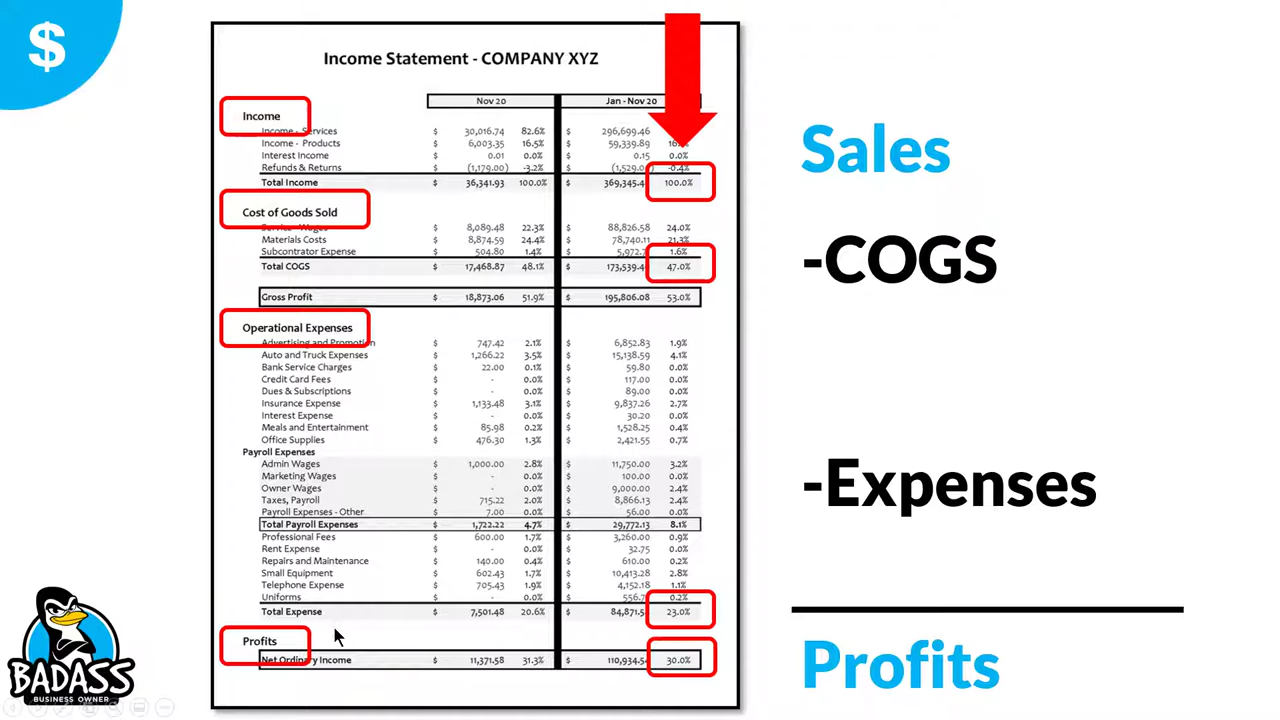 $
Income Statement - COMPANY XYZ
Nov 20 Jan - Nov 20
Income
Income - Services $ 30,016.74 82.6% $ 296,699.46
Income - Products $ 6,003.35 16.5% $ 59,339.89
Interest Income $ 0.01 0.0% $ 0.15 0.0%
Refunds & Returns $ (1,179.00) -3.2% $ -0.4%
Total Income $ 36,341.93 100.0% $ 100.0%
Cost of Goods Sold
Service - Wages $ 8,089.48 22.3% $ 88,826.58 24.0%
Materials Costs $ 8,874.59 24.4% $ 78,740.11 21.3%
Subcontrator Expense $ 504.80 1.4% $ 1.6%
Total COGS $ 17,468.87 48.1% $ 47.0%
Gross Profit $ 18,873.06 51.9% $ 195,806.08 53.0%
Operational Expenses
Advertising and Promotion $ 747.42 2.1% $ 6,852.83 1.9%
Auto and Truck Expenses $ 1,266.22 3.5% $ 15,138.59 4.1%
Bank Service Charges $ 22.00 0.1% $ 59.80 0.0%
Credit Card Fees $ - 0.0% $ 117.00 0.0%
Dues & Subscriptions $ - 0.0% $ 89.00 0.0%
Insurance Expense $ 1,133.48 3.1% $ 9,837.26 2.7%
Interest Expense $ - 0.0% $ 30.20 0.0%
Meals and Entertainment $ 85.98 0.2% $ 1,528.25 0.4%
Office Supplies $ 476.30 1.3% $ 2,421.55 0.7%
Payroll Expenses
Admin Wages $ 1,000.00 2.8% $ 11,750.00 3.2%
Marketing Wages $ - 0.0% $ 100.00 0.0%
Owner Wages $ - 0.0% $ 9,000.00 2.4%
Taxes, Payroll $ 715.22 2.0% $ 8,866.13 2.4%
Payroll Expenses - Other $ 7.00 0.0% $ 56.00 0.0%
Total Payroll Expenses $ 1,722.22 4.7% $ 29,772.13 8.1%
Professional Fees $ 600.00 1.7% $ 3,260.00 0.9%
Rent Expense $ - 0.0% $ 32.75 0.0%
Repairs and Maintenance $ 140.00 0.4% $ 610.00 0.2%
Small Equipment $ 602.43 1.7% $ 10,413.28 2.8%
Telephone Expense $ 705.43 1.9% $ 4,152.18 1.1%
Uniforms $ - 0.0% $ 0.2%
Total Expense $ 7,501.48 20.6% $ 23.0%
Profits
Net Ordinary Income $ 11,371.58 31.3% $ 30.0%
Sales
-COGS
-Expenses
Profits
BADASS
BUSINESS OWNER